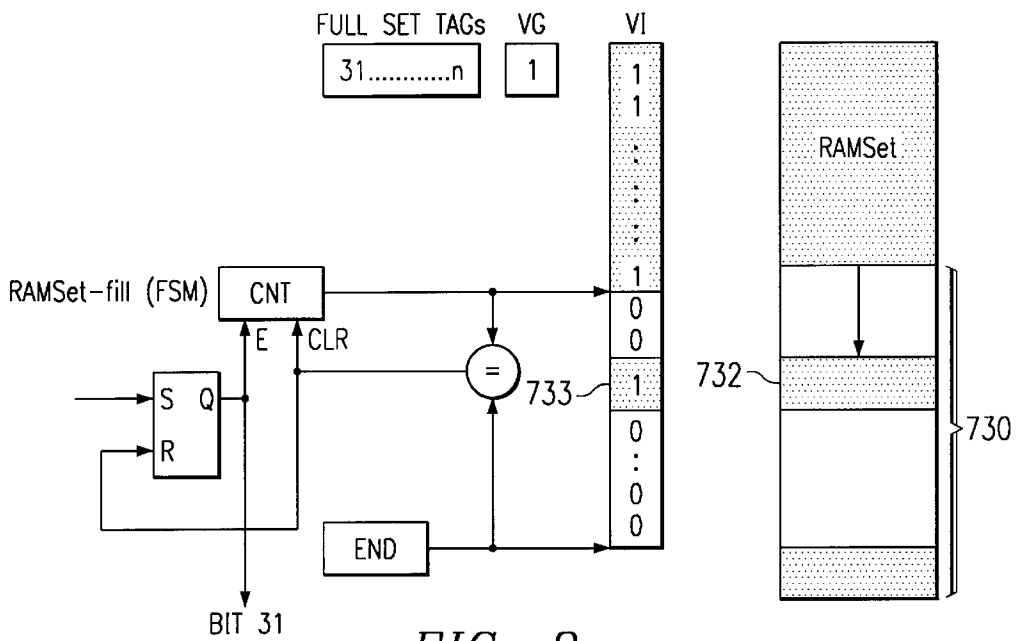 FULL SET TAGs VG VI
31............n 1 1
1
RAMSet
1
RAMSet-fill (FSM) CNT 0
0
E CLR
= 733 1 732
S Q
R 0 730
0
0
END
BIT 31